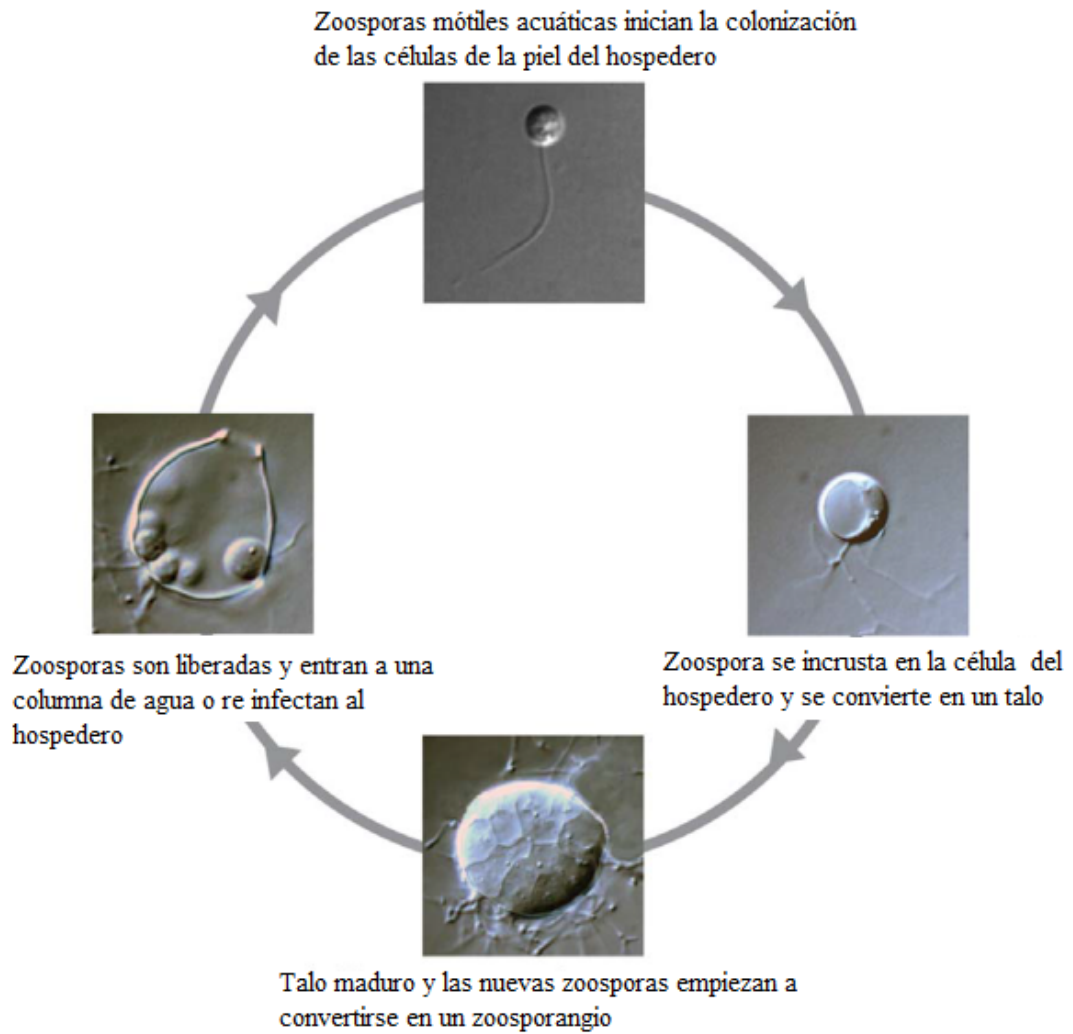 Zoosporas mótiles acuáticas inician la colonización
de las células de la piel del hospedero
Zoospora se incrusta en la célula del
hospedero y se convierte en un talo
Talo maduro y las nuevas zoosporas empiezan a
convertirse en un zoosporangio
Zoosporas son liberadas y entran a una
columna de agua o re infectan al
hospedero